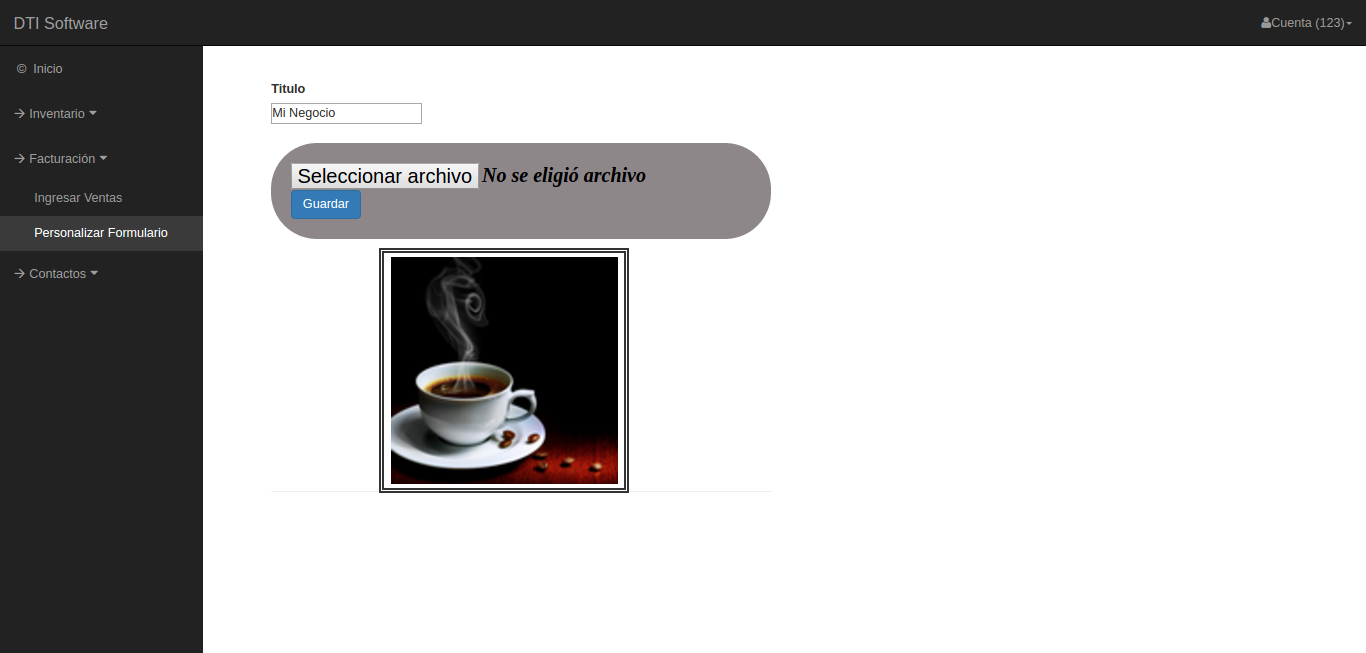 DTI Software
Cuenta (123)
© Inicio
Inventario
Facturación
Ingresar Ventas
Personalizar Formulario
Contactos
Titulo
Mi Negocio
Seleccionar archivo No se eligió archivo
Guardar